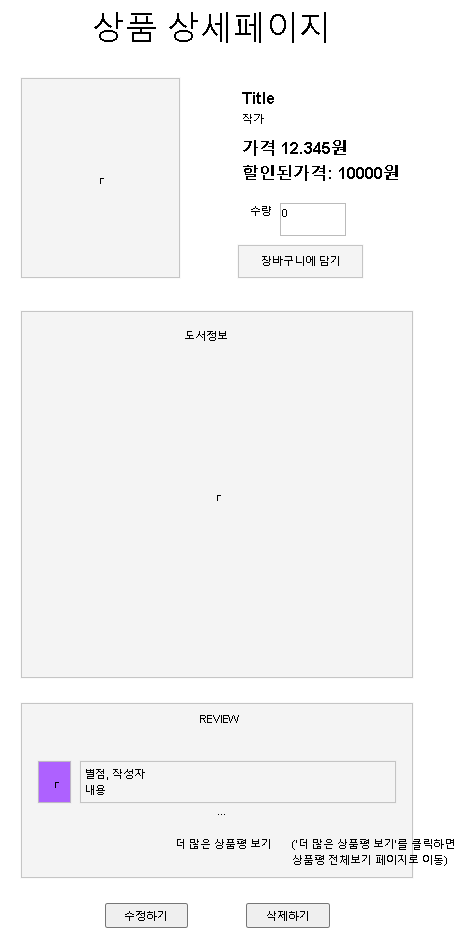 상품 상세페이지
Title
작가
가격 12.345원
할인된가격: 10000원
수량 0
장바구니에 담기
┌
도서정보
┌
REVIEW
┌
별점, 작성자
내용
...
더 많은 상품평 보기
('더 많은 상품평 보기'를 클릭하면
상품평 전체보기 페이지로 이동)
수정하기
삭제하기